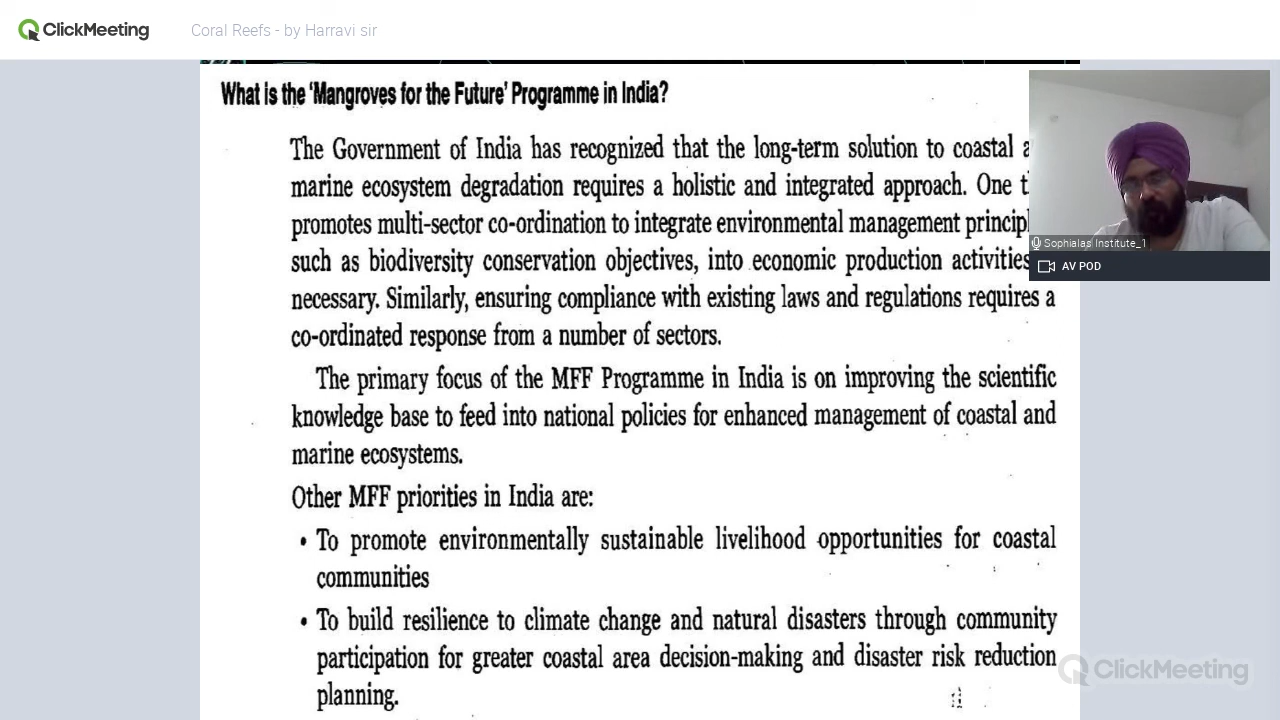 ClickMeeting
Coral Reefs - by Harravi sir
What is the 'Mangroves for the Future' Programme in India?
The Government of India has recognized that the long-term solution to coastal
marine ecosystem degradation requires a holistic and integrated approach. One
promotes multi-sector co-ordination to integrate environmental management
such as biodiversity conservation objectives, into economic production activities
necessary. Similarly, ensuring compliance with existing laws and regulations requires a
co-ordinated response from a number of sectors.
The primary focus of the MFF Programme in India is on improving the scientific
knowledge base to feed into national policies for enhanced management of coastal and
marine ecosystems.
Other MFF priorities in India are:
• To promote environmentally sustainable livelihood opportunities for coastal
communities
• To build resilience to climate change and natural disasters through community
participation for greater coastal area decision-making and disaster risk reduction
planning.
Sophialas Institute_1
AV POD
ClickMeeting